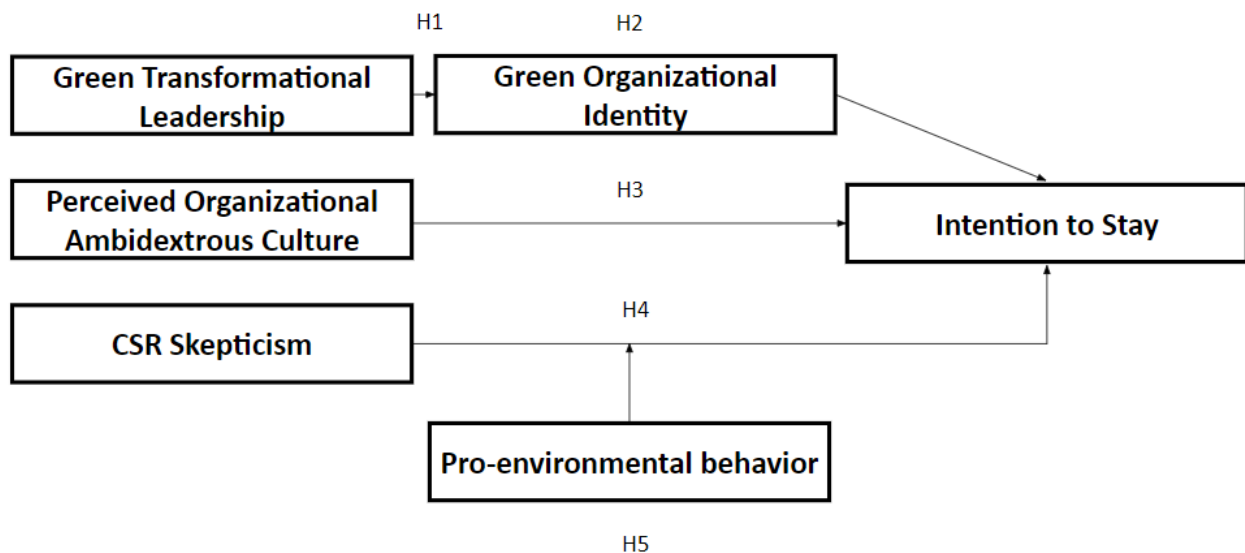 H1
H2
Green Transformational
Leadership
Green Organizational
Identity
Perceived Organizational
Ambidextrous Culture
H3
Intention to Stay
CSR Skepticism
H4
Pro-environmental behavior
H5